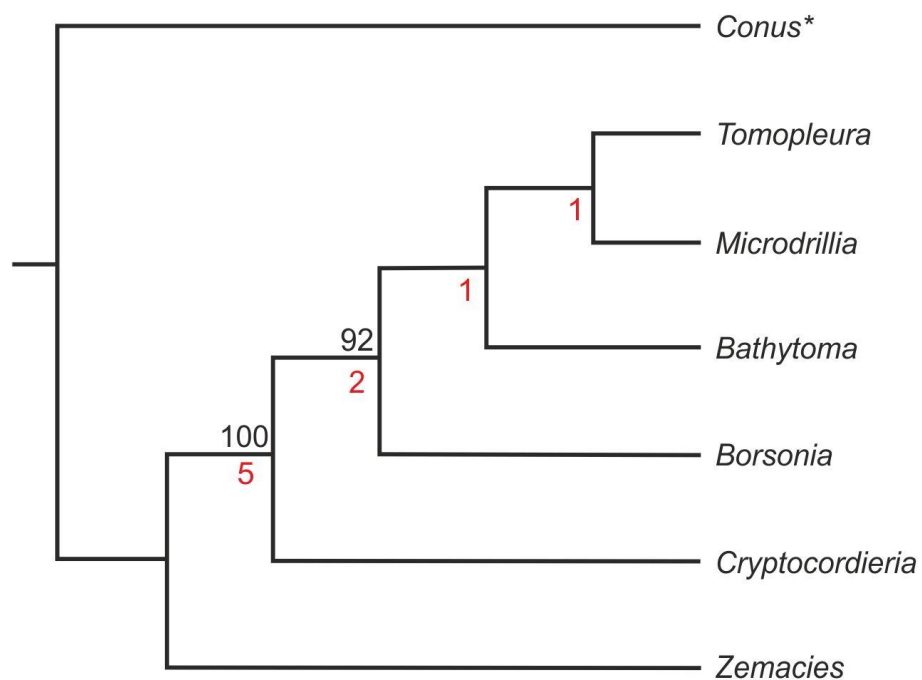 Conus*
Tomopleura
1
Microdrillia
1
92
Bathytoma
2
100
Borsonia
5
Cryptocordieria
Zemacies